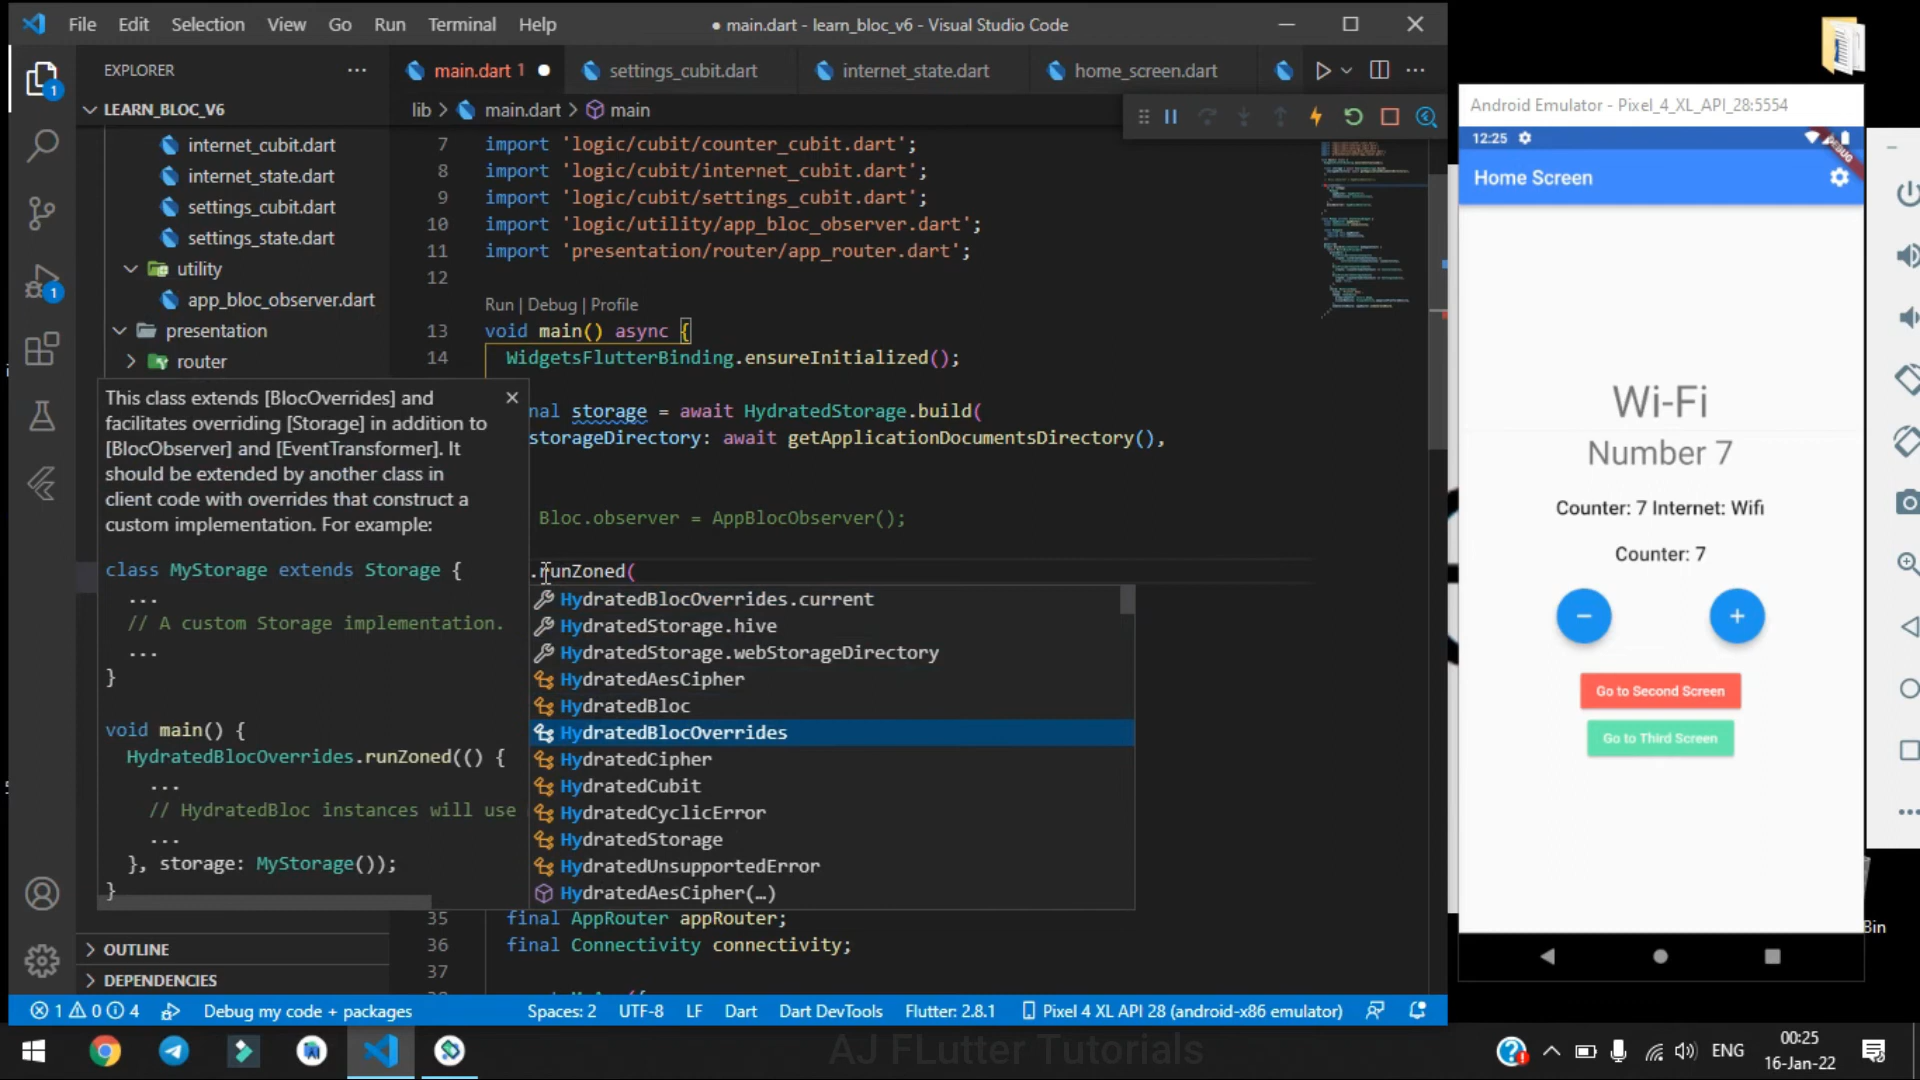 File Edit Selection View Go Run Terminal Help
● main.dart - learn_bloc_v6 - Visual Studio Code
EXPLORER
LEARN_BLOC_V6
internet_cubit.dart
internet_state.dart
settings_cubit.dart
settings_state.dart
utility
app_bloc_observer.dart
presentation
router
main.dart 1
settings_cubit.dart
internet_state.dart
home_screen.dart
lib > main.dart > main
7 import 'logic/cubit/counter_cubit.dart';
8 import 'logic/cubit/internet_cubit.dart';
9 import 'logic/cubit/settings_cubit.dart';
10 import 'logic/utility/app_bloc_observer.dart';
11 import 'presentation/router/app_router.dart';
12
Run | Debug | Profile
13 void main() async {
14 WidgetsFlutterBinding.ensureInitialized();
nal storage = await HydratedStorage.build(
storageDirectory: await getApplicationDocumentsDirectory(),
Bloc.observer = AppBlocObserver();
.runZoned(
HydratedBlocOverrides.current
HydratedStorage.hive
HydratedStorage.webStorageDirectory
HydratedAesCipher
HydratedBloc
HydratedBlocOverrides
HydratedCipher
HydratedCubit
HydratedCyclicError
HydratedStorage
HydratedUnsupportedError
HydratedAesCipher(…)
35 final AppRouter appRouter;
36 final Connectivity connectivity;
37
This class extends [BlocOverrides] and
facilitates overriding [Storage] in addition to
[BlocObserver] and [EventTransformer]. It
should be extended by another class in
client code with overrides that construct a
custom implementation. For example:
class MyStorage extends Storage {
...
// A custom Storage implementation.
...
}
void main() {
HydratedBlocOverrides.runZoned(() {
...
// HydratedBloc instances will use
...
}, storage: MyStorage());
}
OUTLINE
DEPENDENCIES
1 0 4 Debug my code + packages
Spaces: 2 UTF-8 LF Dart Dart DevTools Flutter: 2.8.1 Pixel 4 XL API 28 (android-x86 emulator)
Android Emulator - Pixel_4_XL_API_28:5554
12:25
DEBUG
Home Screen
Wi-Fi
Number 7
Counter: 7 Internet: Wifi
Counter: 7
Go to Second Screen
Go to Third Screen
Bin
AJ FLutter Tutorials
ENG
00:25
16-Jan-22